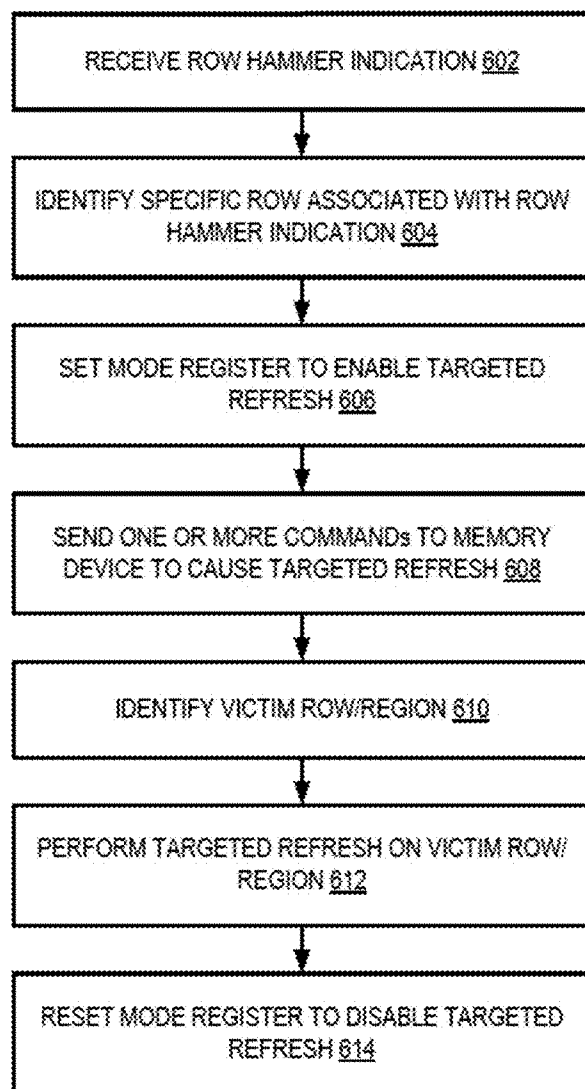 RECEIVE ROW HAMMER INDICATION 602
IDENTIFY SPECIFIC ROW ASSOCIATED WITH ROW
HAMMER INDICATION 604
SET MODE REGISTER TO ENABLE TARGETED
REFRESH 606
SEND ONE OR MORE COMMANDs TO MEMORY
DEVICE TO CAUSE TARGETED REFRESH 608
IDENTIFY VICTIM ROW/REGION 610
PERFORM TARGETED REFRESH ON VICTIM ROW/
REGION 612
RESET MODE REGISTER TO DISABLE TARGETED
REFRESH 614